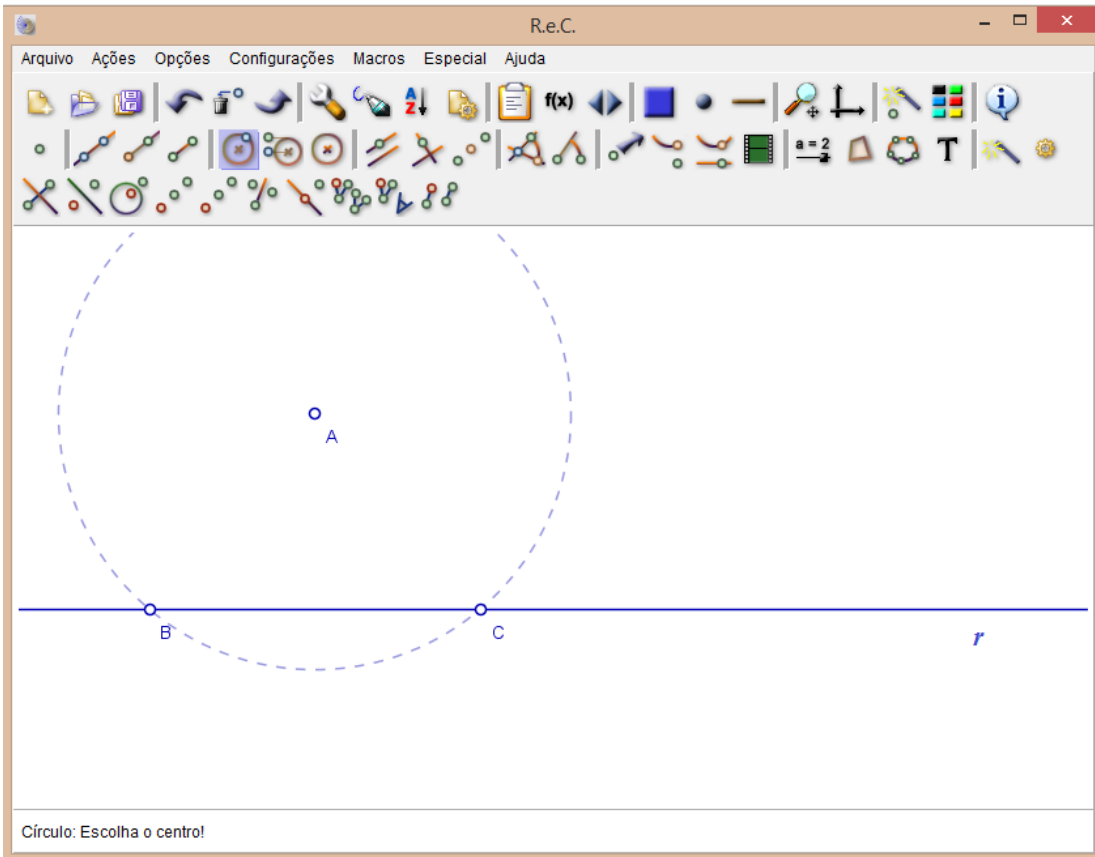 R.e.C.
Arquivo Ações Opções Configurações Macros Especial Ajuda
A
Z
f(x)
a = 2
T
A
B
C
r
Círculo: Escolha o centro!